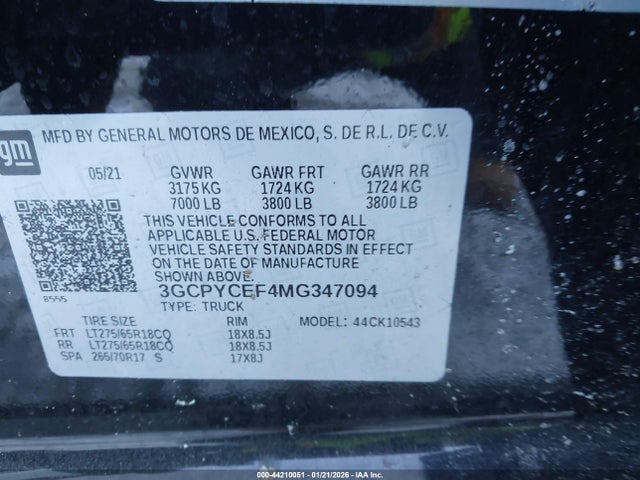 gm
MFD BY GENERAL MOTORS DE MEXICO, S. DE R.L. DE C.V.
05/21 GVWR GAWR FRT GAWR RR
3175 KG 1724 KG 1724 KG
7000 LB 3800 LB 3800 LB
THIS VEHICLE CONFORMS TO ALL
APPLICABLE U.S. FEDERAL MOTOR
VEHICLE SAFETY STANDARDS IN EFFECT
ON THE DATE OF MANUFACTURE
SHOWN ABOVE.
8555
3GCPYCEF4MG347094
TYPE: TRUCK
TIRE SIZE RIM MODEL: 44CK10543
FRT LT275/65R18CQ 18X8.5J
RR LT275/65R18CQ 18X8.5J
SPA 265/70R17 S 17X8J
000-44210051 - 01/21/2026 - IAA Inc.